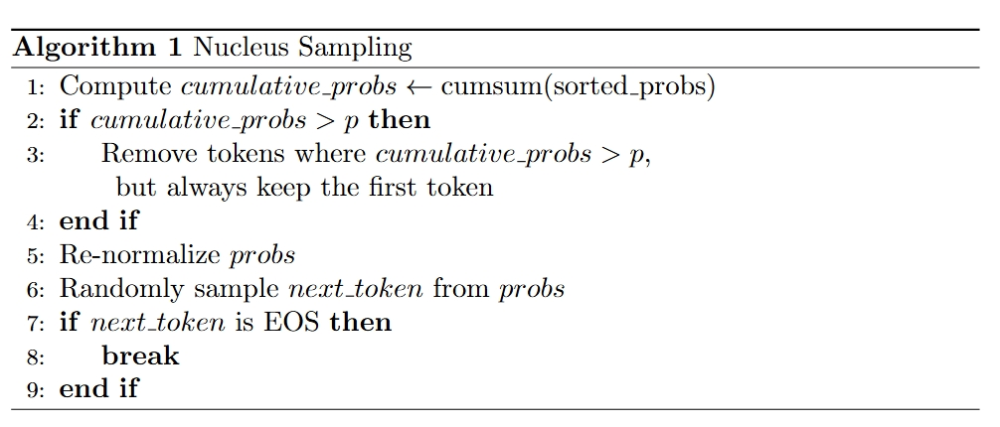 Algorithm 1 Nucleus Sampling
1: Compute cumulative_probs ← cumsum(sorted_probs)
2: if cumulative_probs > p then
3: Remove tokens where cumulative_probs > p,
but always keep the first token
4: end if
5: Re-normalize probs
6: Randomly sample next_token from probs
7: if next_token is EOS then
8: break
9: end if